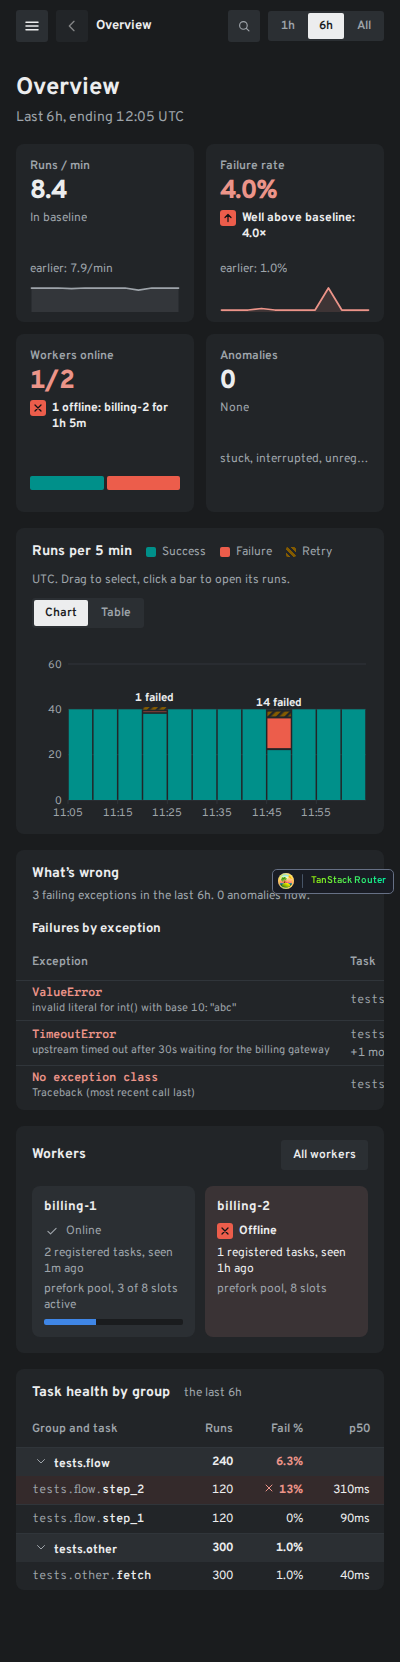 Overview
1h 6h All
Overview
Last 6h, ending 12:05 UTC
Runs / min
8.4
In baseline
earlier: 7.9/min
Failure rate
4.0%
Well above baseline:
4.0×
earlier: 1.0%
Workers online
1/2
1 offline: billing-2 for
1h 5m
Anomalies
0
None
stuck, interrupted, unreg…
Runs per 5 min Success Failure Retry
UTC. Drag to select, click a bar to open its runs.
Chart Table
60
40
20
0
1 failed
14 failed
11:05 11:15 11:25 11:35 11:45 11:55
What's wrong
TanStack Router
3 failing exceptions in the last 6h. 0 anomalies now.
Failures by exception
Exception Task
ValueError
invalid literal for int() with base 10: "abc"
tests
TimeoutError
upstream timed out after 30s waiting for the billing gateway
tests
+1 mo
No exception class
Traceback (most recent call last)
tests
Workers
All workers
billing-1
Online
2 registered tasks, seen
1m ago
prefork pool, 3 of 8 slots
active
billing-2
Offline
1 registered tasks, seen
1h ago
prefork pool, 8 slots
Task health by group the last 6h
Group and task Runs Fail % p50
tests.flow 240 6.3%
tests.flow.step_2 120 13% 310ms
tests.flow.step_1 120 0% 90ms
tests.other 300 1.0%
tests.other.fetch 300 1.0% 40ms